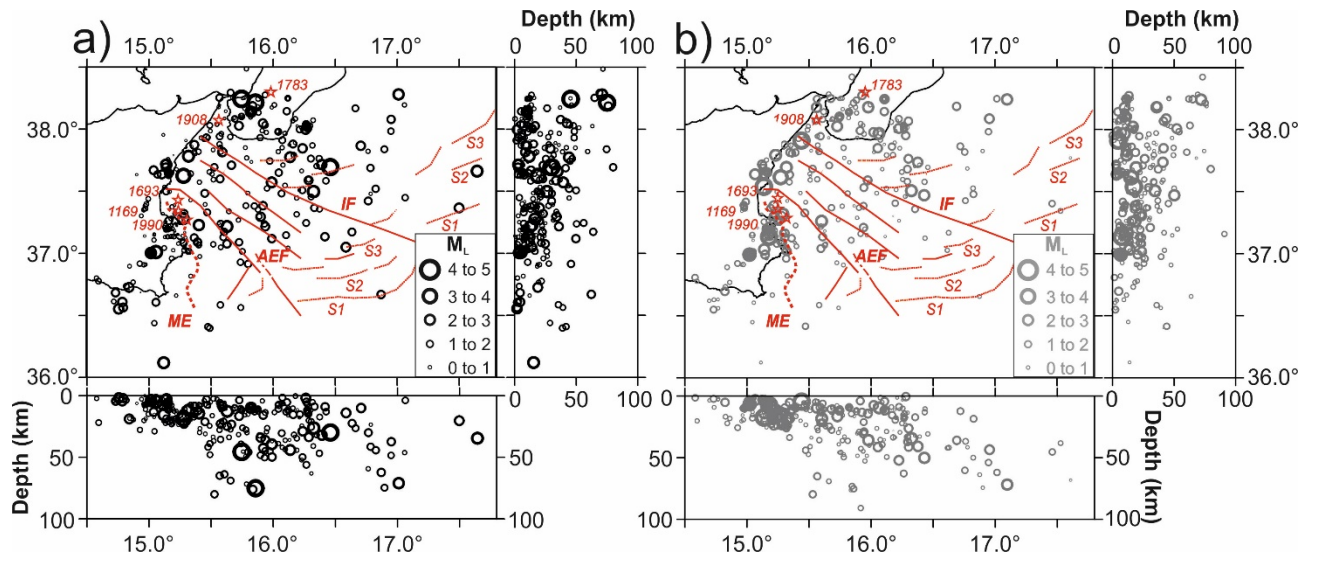 a)
Depth (km)
15.0° 16.0° 17.0°
0 50 100
38.0°
37.0°
36.0°
1783
1908
1693
1169
1990
S3
S2
S1
IF
AEF
S3
S2
S1
ME
M_L
4 to 5
3 to 4
2 to 3
1 to 2
0 to 1
Depth (km)
0
50
100
0 50 100
50
100
15.0° 16.0° 17.0°
b)
Depth (km)
15.0° 16.0° 17.0°
0 50 100
1783
1908
1693
1169
1990
S3
S2
S1
IF
AEF
S3
S2
S1
ME
M_L
4 to 5
3 to 4
2 to 3
1 to 2
0 to 1
38.0°
37.0°
36.0°
0 50 100
50
100
Depth (km)
15.0° 16.0° 17.0°